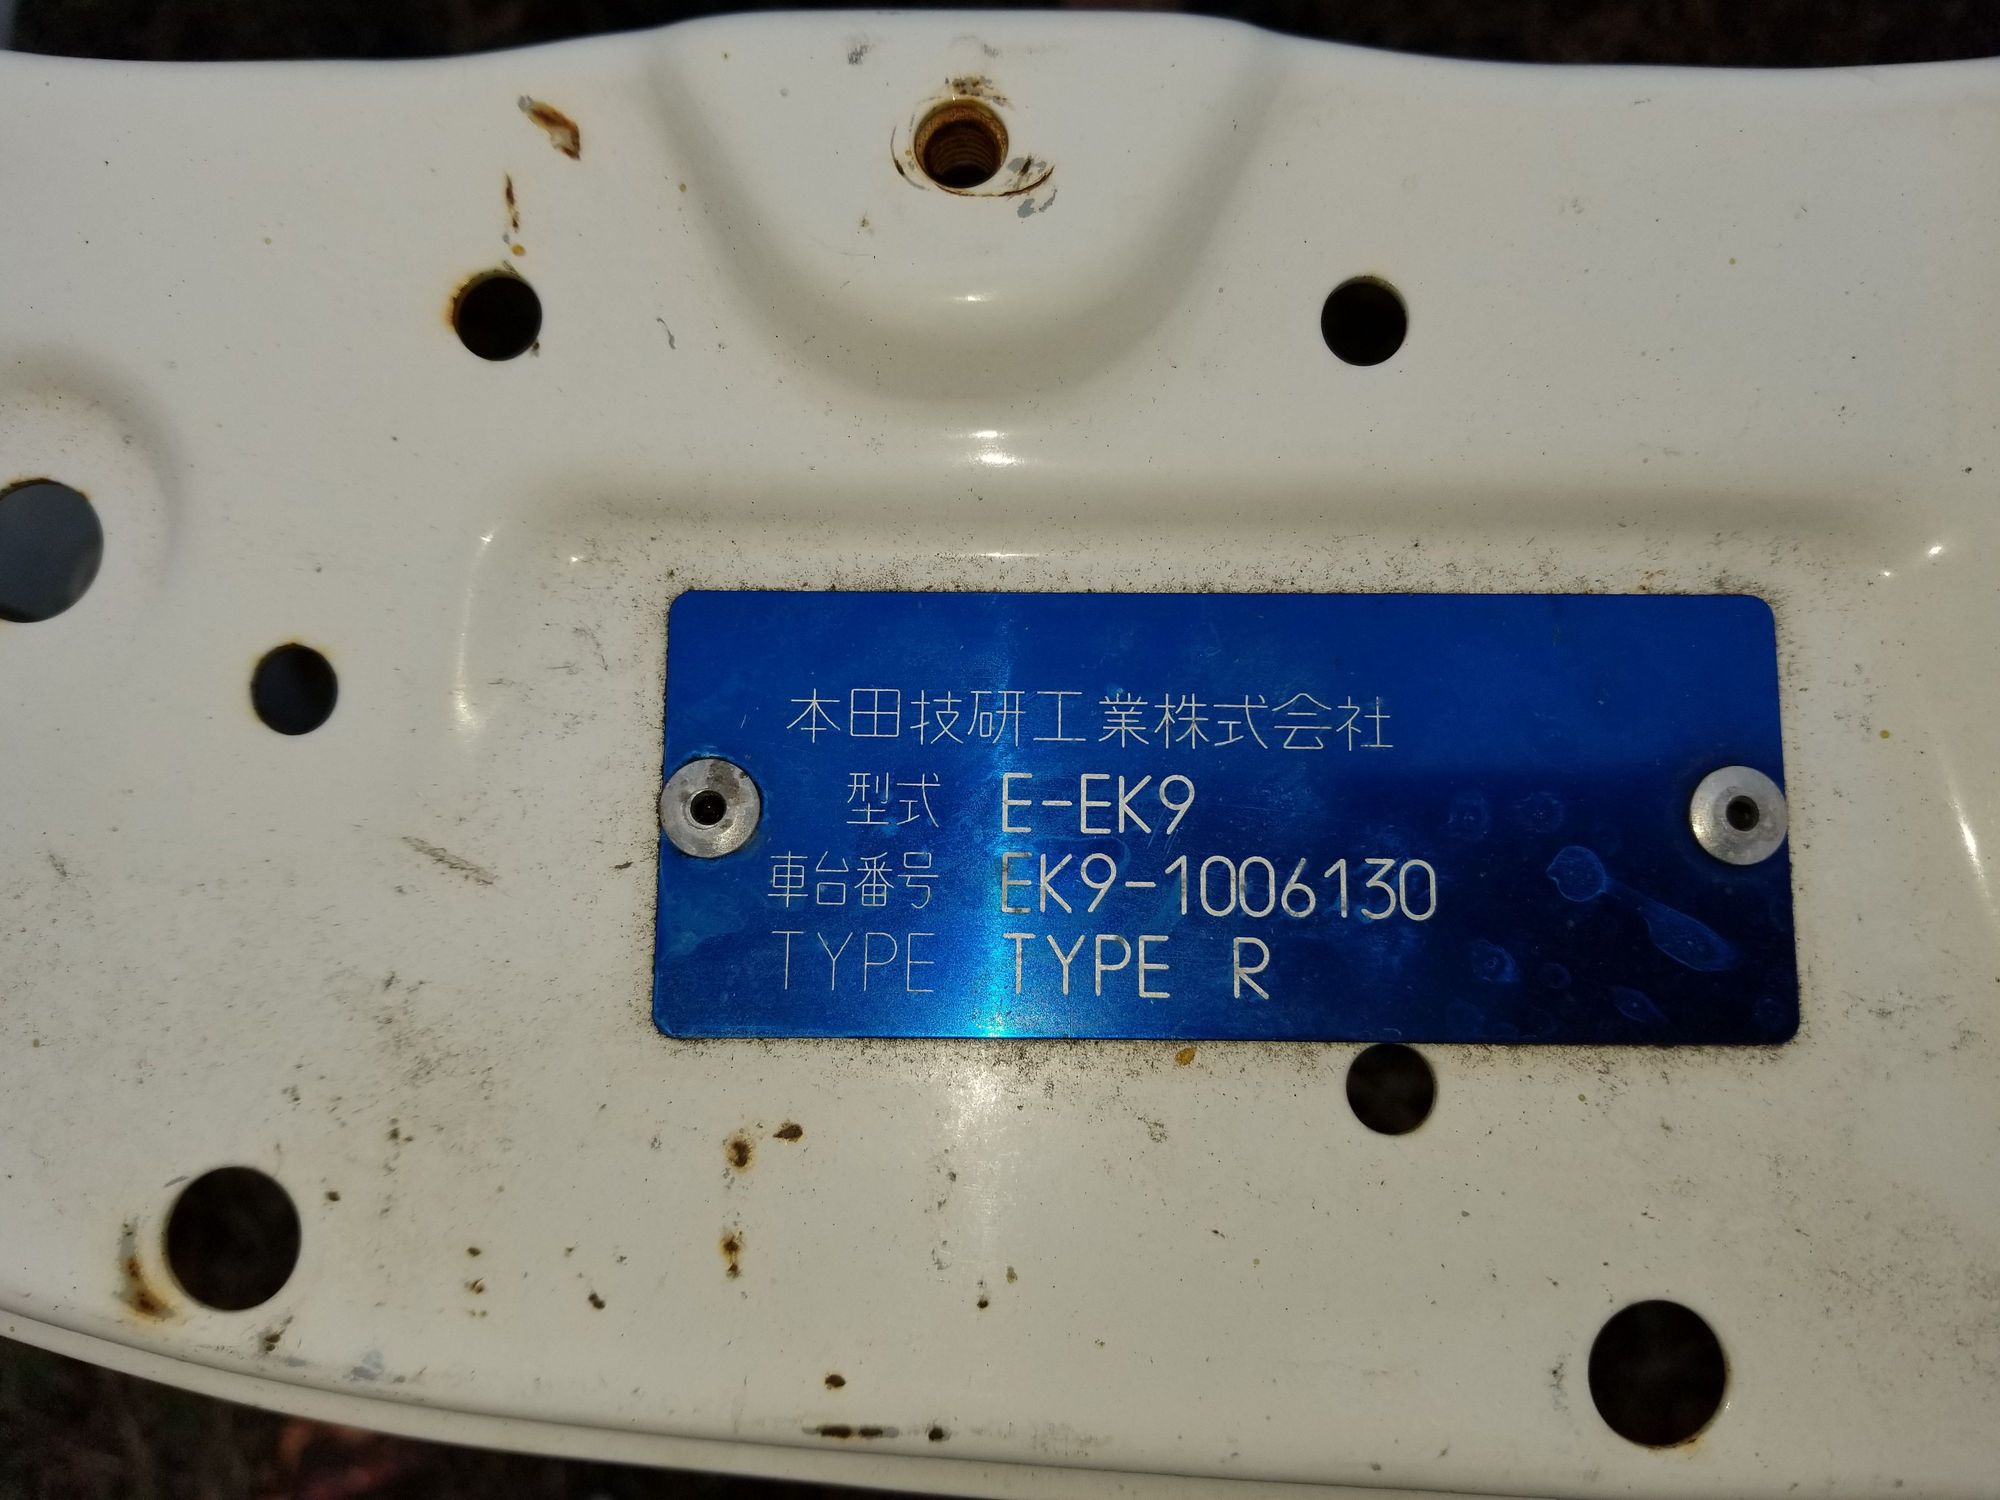 本田技研工業株式会社
型式 E-EK9
車台番号 EK9-1006130
TYPE TYPE R